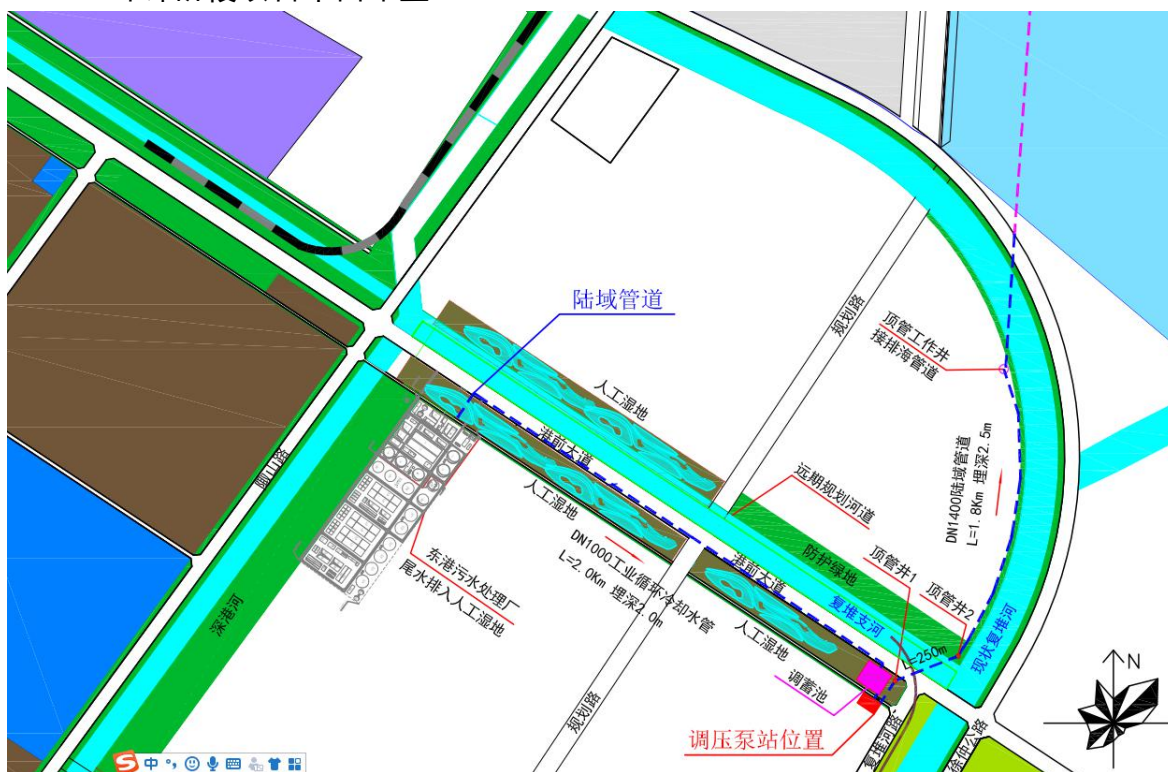 陆域管道
规划路
顶管工作井
接排海管道
人工湿地
港前大道
远期规划河道
DN1400陆域管道
L=1.8Km 埋深2.5m
人工湿地
DN1000工业循环冷却水管
L=2.0Km 埋深2.0m
东港污水处理厂
尾水排入人工湿地
深港河
港前大道
防护绿地
顶管井1
顶管井2
复堆支河
现状复堆河
人工湿地
L=250m
调蓄池
规划路
调压泵站位置
复堆河路
徐仲公路
N
中